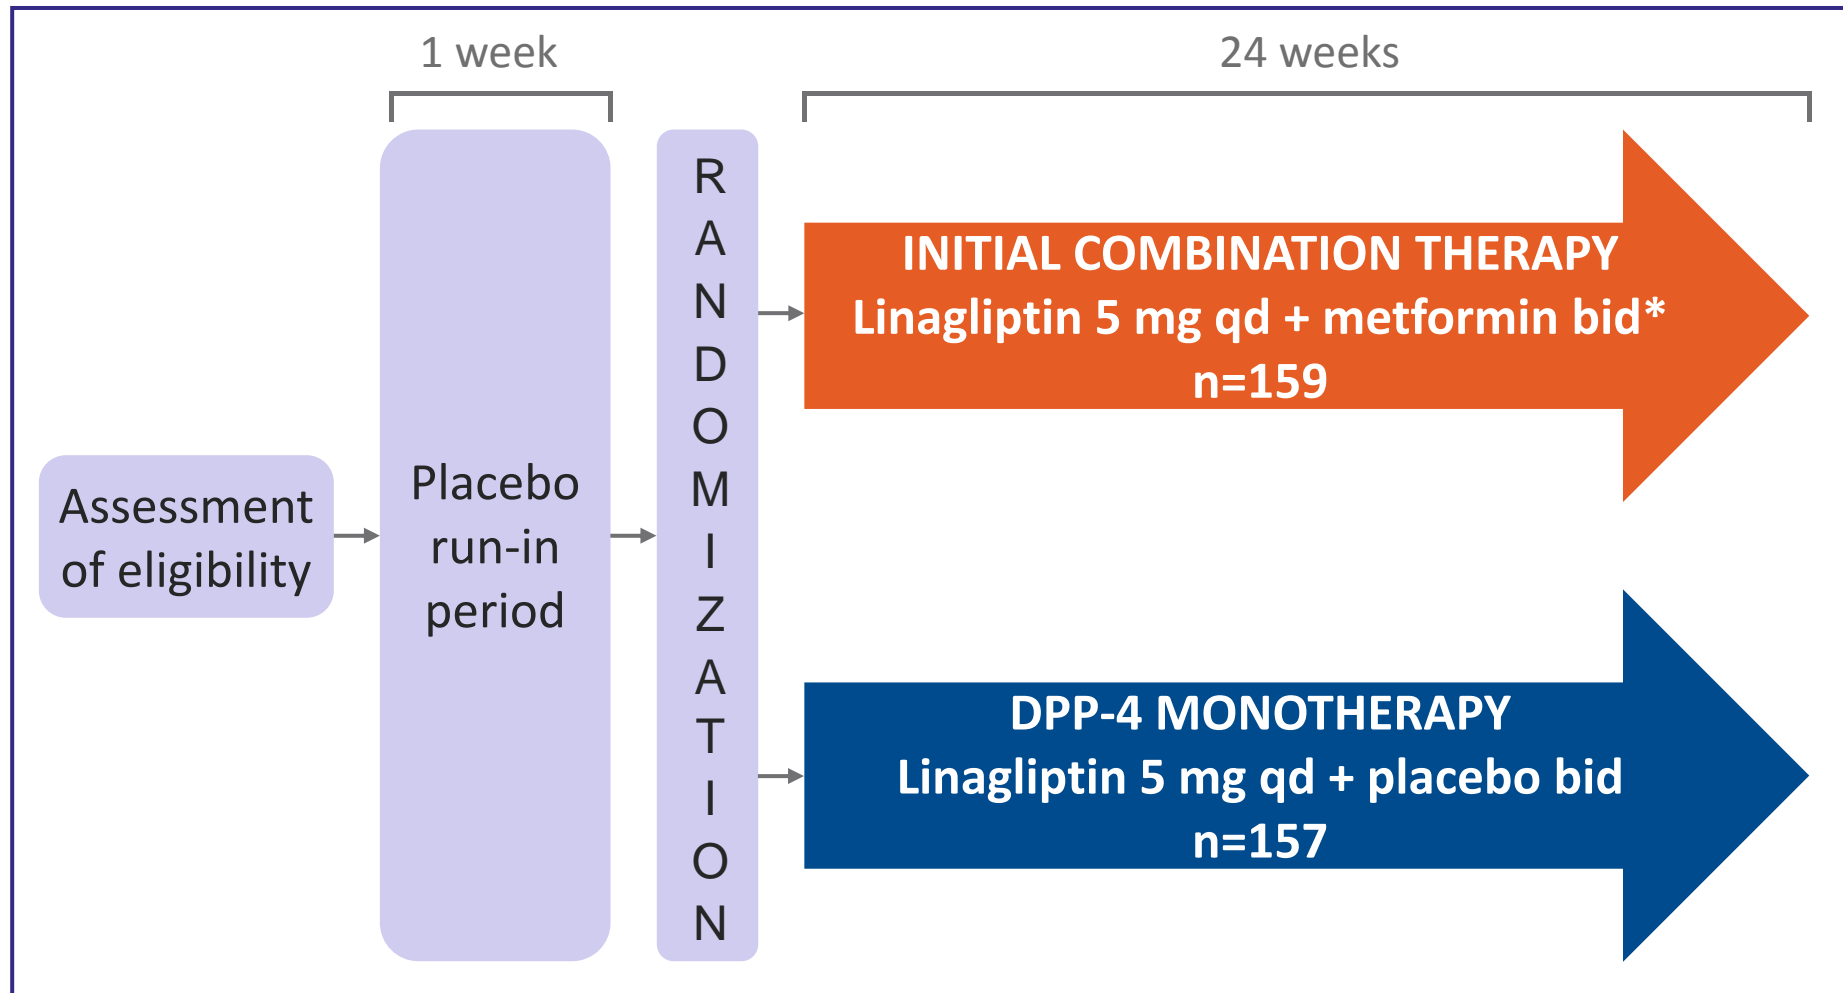 1 week
24 weeks
Assessment
of eligibility
Placebo
run-in
period
R
A
N
D
O
M
I
Z
A
T
I
O
N
INITIAL COMBINATION THERAPY
Linagliptin 5 mg qd + metformin bid*
n=159
DPP-4 MONOTHERAPY
Linagliptin 5 mg qd + placebo bid
n=157